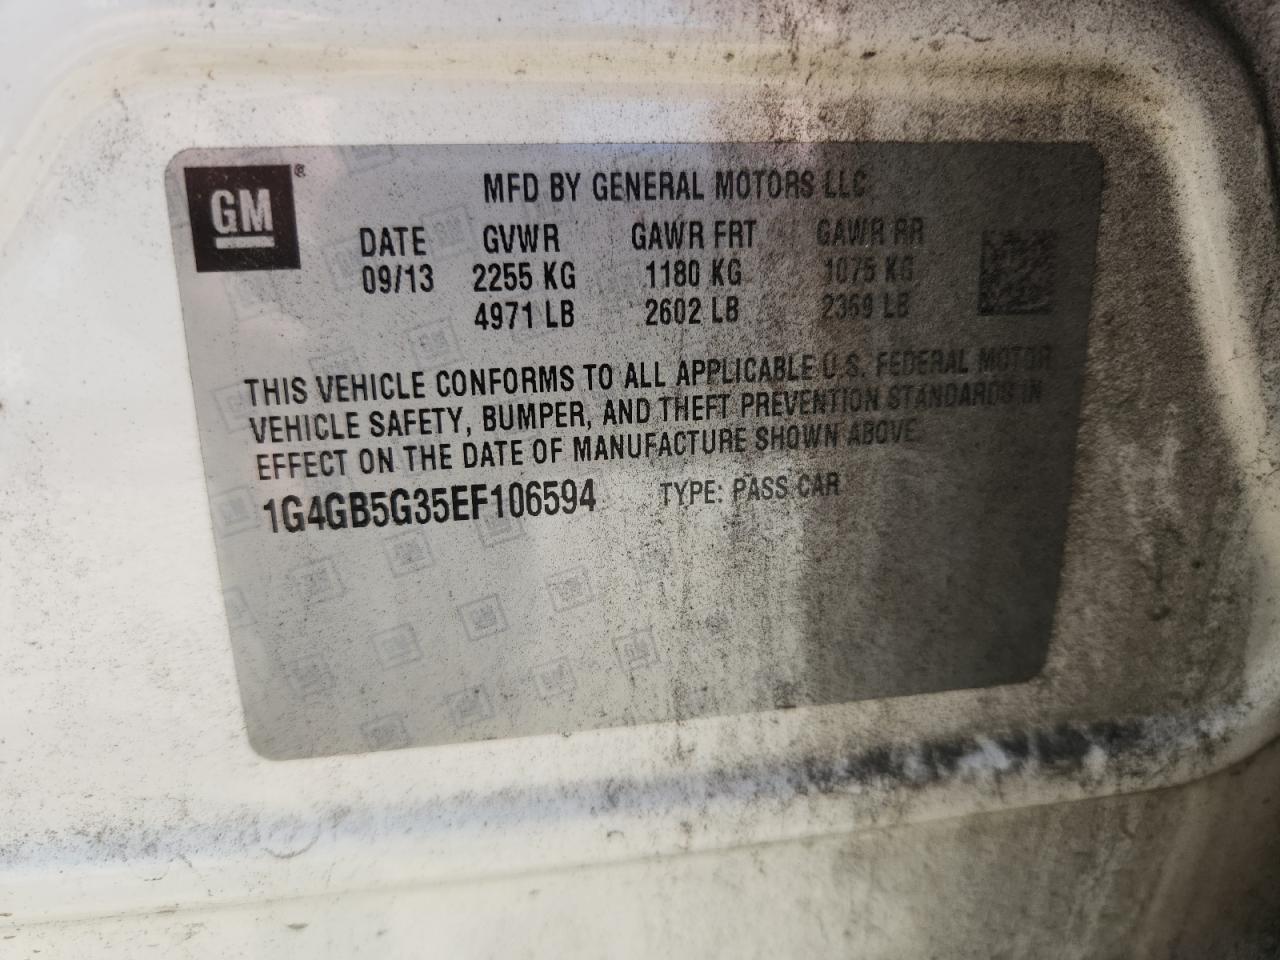 GM®
MFD BY GENERAL MOTORS LLC
DATE GVWR GAWR FRT GAWR RR
09/13 2255 KG 1180 KG 1075 KG
4971 LB 2602 LB 2369 LB
THIS VEHICLE CONFORMS TO ALL APPLICABLE U.S. FEDERAL MOTOR
VEHICLE SAFETY, BUMPER, AND THEFT PREVENTION STANDARDS IN
EFFECT ON THE DATE OF MANUFACTURE SHOWN ABOVE
1G4GB5G35EF106594 TYPE: PASS CAR